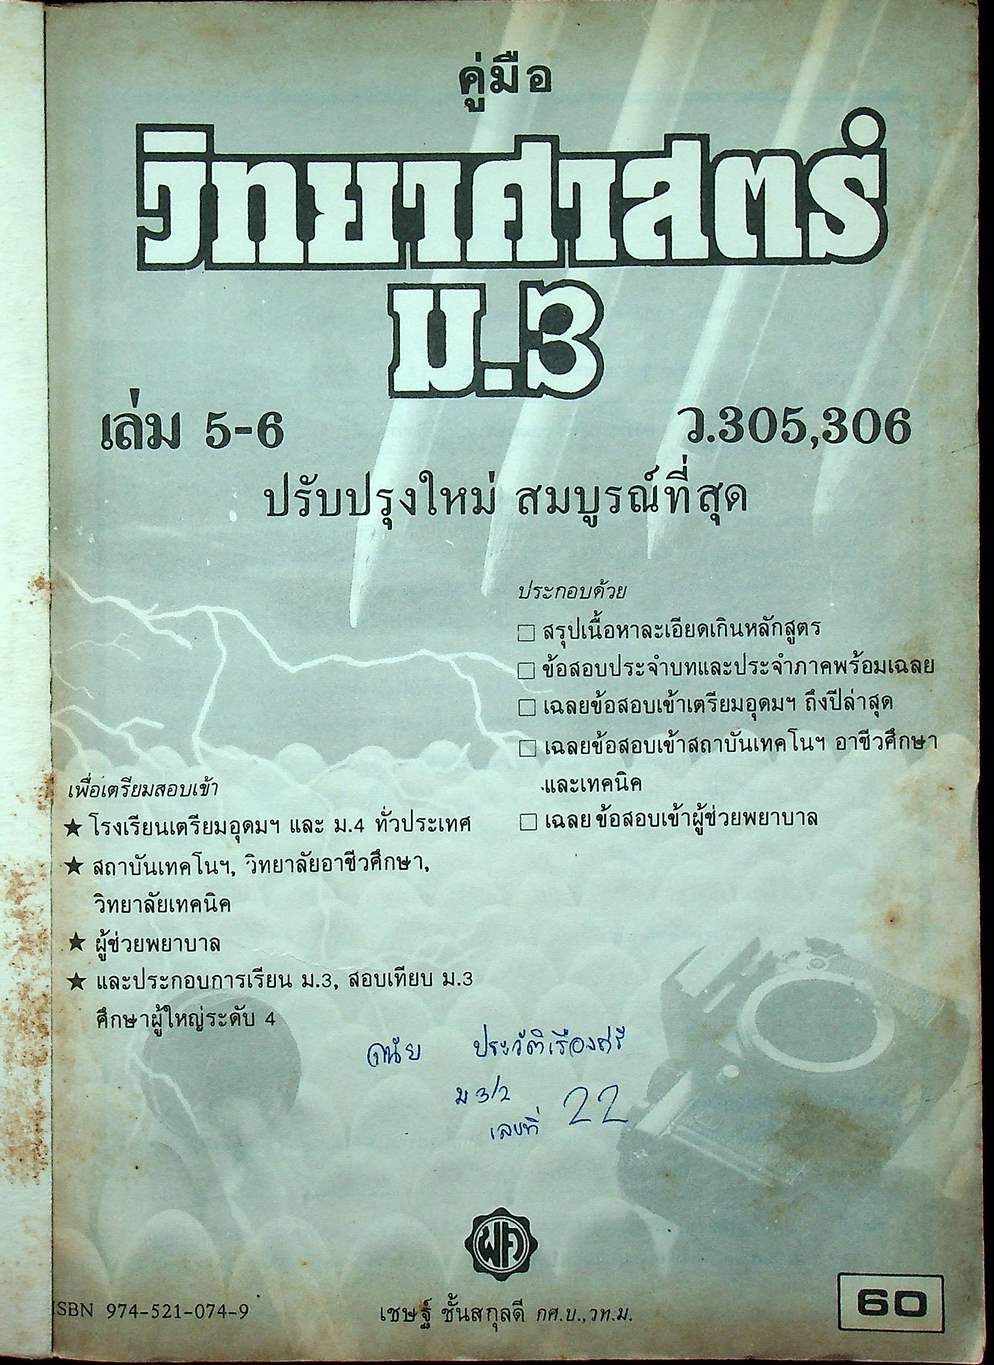 คู่มือ
วิทยาศาสตร์
ม.3
เล่ม 5-6 ว.305,306
ปรับปรุงใหม่ สมบูรณ์ที่สุด
ประกอบด้วย
□ สรุปเนื้อหาละเอียดเกินหลักสูตร
□ ข้อสอบประจำบทและประจำภาคพร้อมเฉลย
□ เฉลยข้อสอบเข้าเตรียมอุดมฯ ถึงปีล่าสุด
□ เฉลยข้อสอบเข้าสถาบันเทคโนฯ อาชีวศึกษา
และเทคนิค
□ เฉลยข้อสอบเข้าผู้ช่วยพยาบาล
เพื่อเตรียมสอบเข้า
★ โรงเรียนเตรียมอุดมฯ และ ม.4 ทั่วประเทศ
★ สถาบันเทคโนฯ, วิทยาลัยอาชีวศึกษา,
วิทยาลัยเทคนิค
★ ผู้ช่วยพยาบาล
★ และประกอบการเรียน ม.3, สอบเทียบ ม.3
ศึกษาผู้ใหญ่ระดับ 4
ดนัย ประวัติเรืองศรี
ม 3/2
เลขที่ 22
ฟค
ISBN 974-521-074-9
เชษฐ์ ชั้นสกุลดี กศ.บ.,วท.ม.
60